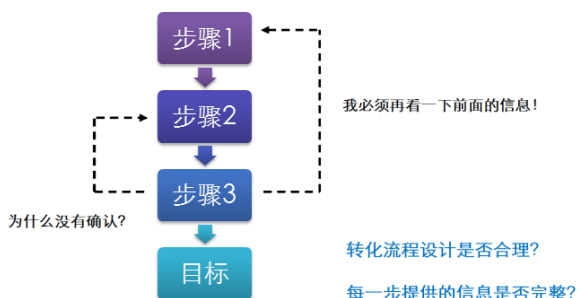 步骤1
我必须再看一下前面的信息！
步骤2
步骤3
为什么没有确认？
目标
转化流程设计是否合理？
每一步提供的信息是否完整？